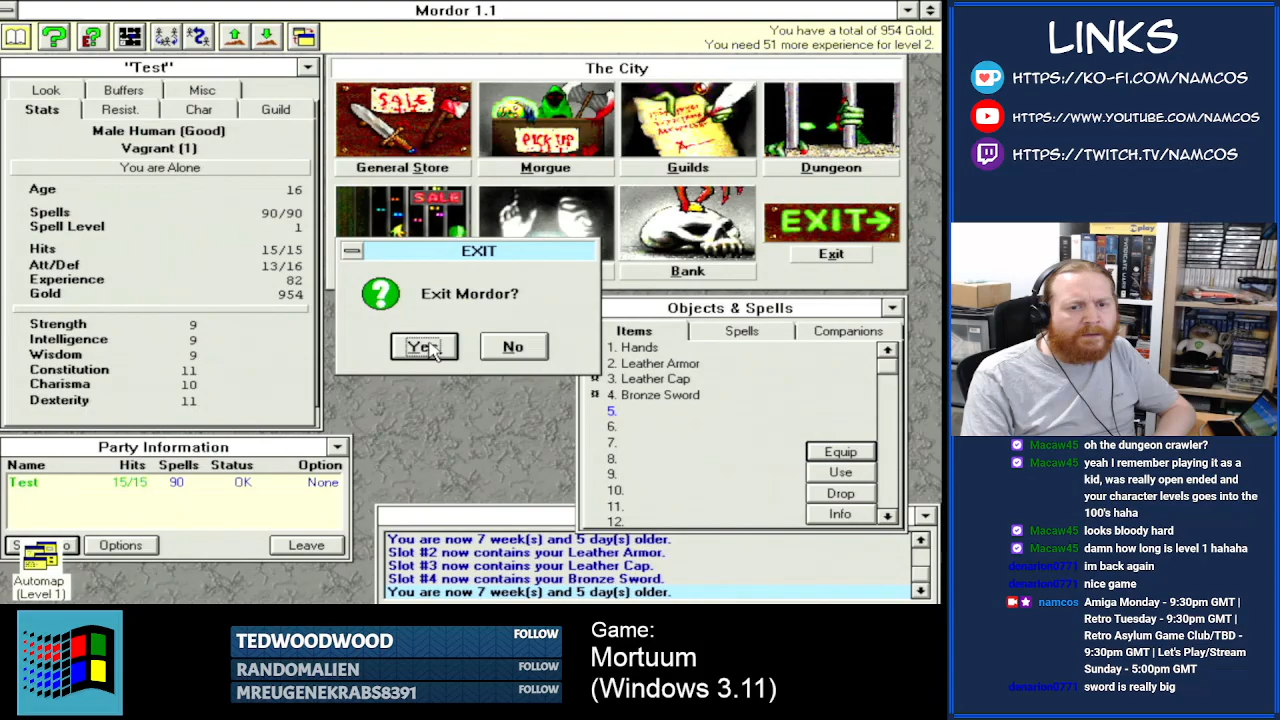 Mordor 1.1
You have a total of 954 Gold.
You need 51 more experience for level 2.
"Test"
Look Buffers Misc
Stats Resist. Char Guild
Male Human (Good)
Vagrant (1)
You are Alone
Age 16
Spells 90/90
Spell Level 1
Hits 15/15
Att/Def 13/16
Experience 82
Gold 954
Strength 9
Intelligence 9
Wisdom 9
Constitution 11
Charisma 10
Dexterity 11
The City
SALE
PICK UP
General Store
Morgue
Guilds
Dungeon
SALE
EXIT
Bank
Exit
EXIT
Exit Mordor?
Yes
No
Objects & Spells
Items Spells Companions
1. Hands
2. Leather Armor
3. Leather Cap
4. Bronze Sword
5.
6.
7.
8.
9.
10.
11.
12.
Equip
Use
Drop
Info
Party Information
Name Hits Spells Status Option
Test 15/15 90 OK None
Options
Leave
Automap
(Level 1)
You are now 7 week(s) and 5 day(s) older.
Slot #2 now contains your Leather Armor.
Slot #3 now contains your Leather Cap.
Slot #4 now contains your Bronze Sword.
You are now 7 week(s) and 5 day(s) older.
LINKS
HTTPS://KO-FI.COM/NAMCOS
HTTPS://WWW.YOUTUBE.COM/NAMCOS
HTTPS://TWITCH.TV/NAMCOS
Macaw45 oh the dungeon crawler?
Macaw45 yeah I remember playing it as a
kid, was really open ended and
your character levels goes into the
100's haha
Macaw45 looks bloody hard
Macaw45 damn how long is level 1 hahaha
donarion0771 im back again
donarion0771 nice game
namcos Amiga Monday - 9:30pm GMT |
Retro Tuesday - 9:30pm GMT |
Retro Asylum Game Club/TBD -
9:30pm GMT | Let's Play/Stream
Sunday - 5:00pm GMT
donarion0771 sword is really big
TEDWOODWOOD FOLLOW
RANDOMALIEN FOLLOW
MREUGENEKRABS8391 FOLLOW
Game:
Mortuum
(Windows 3.11)